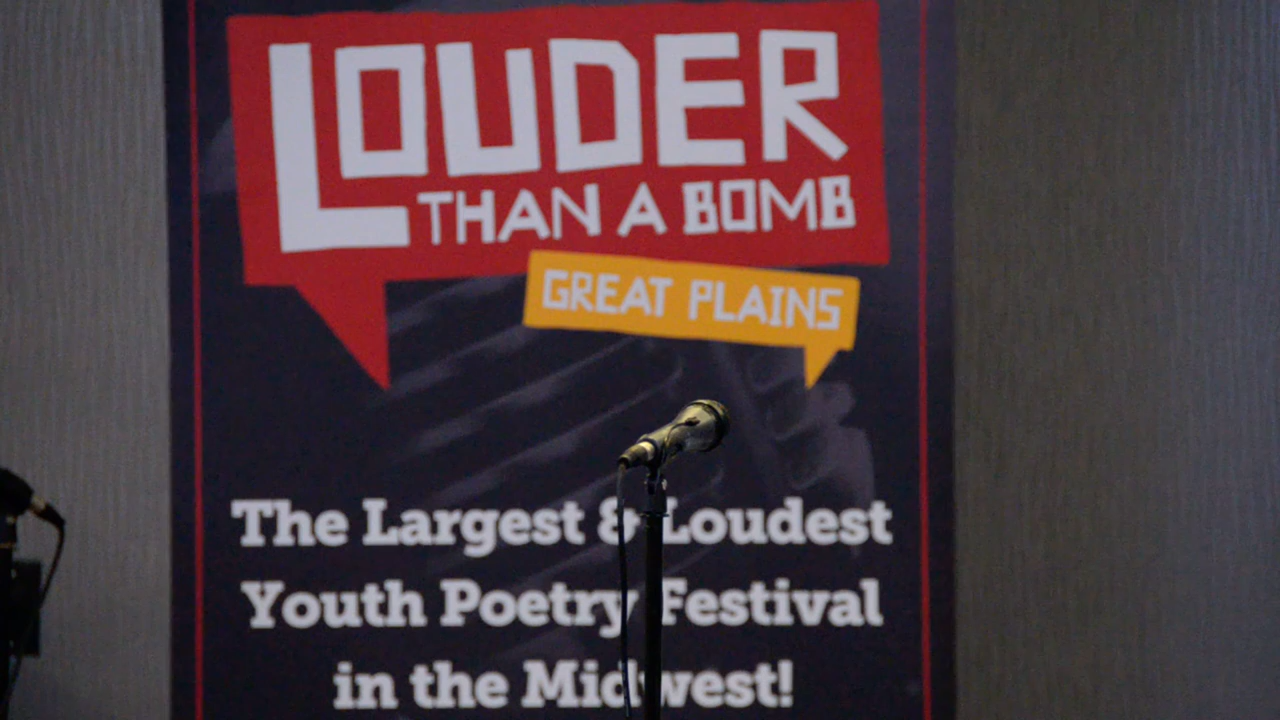 LOUDER
THAN A BOMB
GREAT PLAINS
The Largest & Loudest
Youth Poetry Festival
in the Midwest!